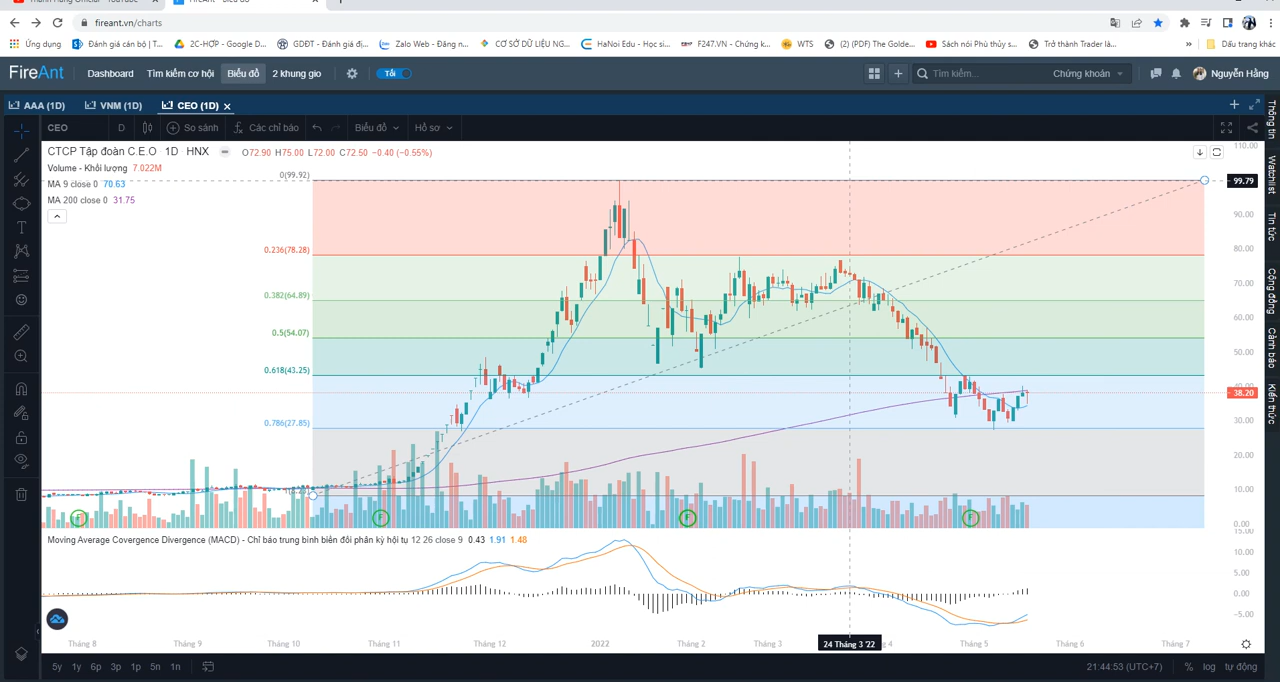 Thanh Hang Official - YouTube
FireAnt - Biểu đồ
fireant.vn/charts
Ứng dụng
Đánh giá cán bộ | T...
2C-HỢP - Google D...
GDĐT - Đánh giá đị...
Zalo Web - Đăng n...
CƠ SỞ DỮ LIỆU NG...
HaNoi Edu - Học si...
F247.VN - Chứng k...
WTS
(2) (PDF) The Golde...
Sách nói Phù thủy s...
Trở thành Trader là...
»
Dấu trang khác
FireAnt
Dashboard
Tìm kiếm cơ hội
Biểu đồ
2 khung gio
Tối
Tìm kiếm...
Chứng khoán
Nguyễn Hằng
AAA (1D)
VNM (1D)
CEO (1D)
CEO
D
So sánh
Các chỉ báo
Biểu đồ
Hồ sơ
CTCP Tập đoàn C.E.O · 1D · HNX
O72.90 H75.00 L72.00 C72.50 −0.40 (−0.55%)
Volume - Khối lượng 7.022M
MA 9 close 0 70.63
MA 200 close 0 31.75
0(99.92)
0.236(78.28)
0.382(64.89)
0.5(54.07)
0.618(43.25)
0.786(27.85)
110.00
99.79
90.00
80.00
70.00
60.00
50.00
38.20
30.00
20.00
10.00
0.00
F
F
F
F
Moving Average Covergence Divergence (MACD) - Chỉ báo trung bình biến đổi phân kỳ hội tụ 12 26 close 9 0.43 1.91 1.48
15.00
10.00
5.00
0.00
−5.00
Tháng 8
Tháng 9
Tháng 10
Tháng 11
Tháng 12
2022
Tháng 2
Tháng 3
24 Tháng 3 '22
Tháng 5
Tháng 6
Tháng 7
5y
1y
6p
3p
1p
5n
1n
21:44:53 (UTC+7)
%
log
tự động
Thông tin
Watchlist
Tin tức
Cộng đồng
Cảnh báo
Kiến thức